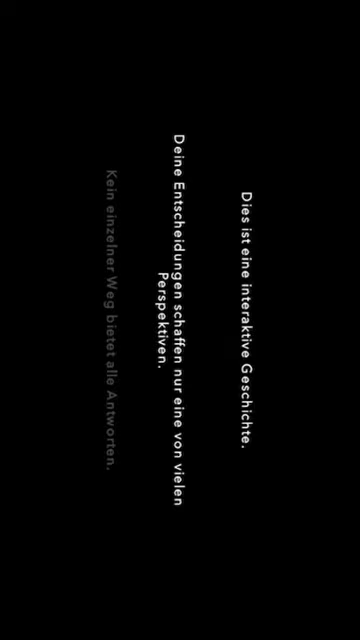 Dies ist eine interaktive Geschichte.
Deine Entscheidungen schaffen nur eine von vielen
Perspektiven.
Kein einzelner Weg bietet alle Antworten.